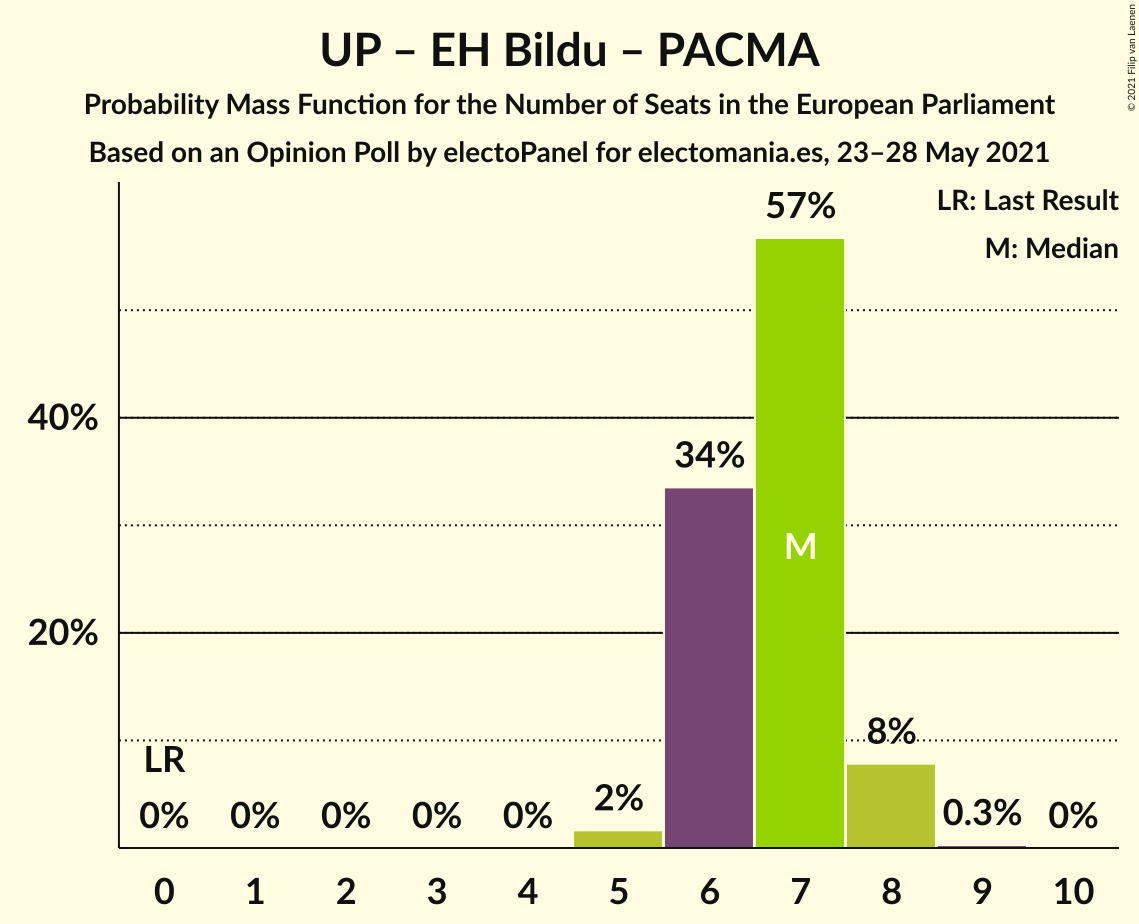 UP – EH Bildu – PACMA
Probability Mass Function for the Number of Seats in the European Parliament
Based on an Opinion Poll by electoPanel for electomania.es, 23–28 May 2021
© 2021 Filip van Laenen
LR: Last Result
M: Median
57%
40%
34%
M
20%
8%
LR
2%
0% 0% 0% 0% 0% 0.3% 0%
0 1 2 3 4 5 6 7 8 9 10